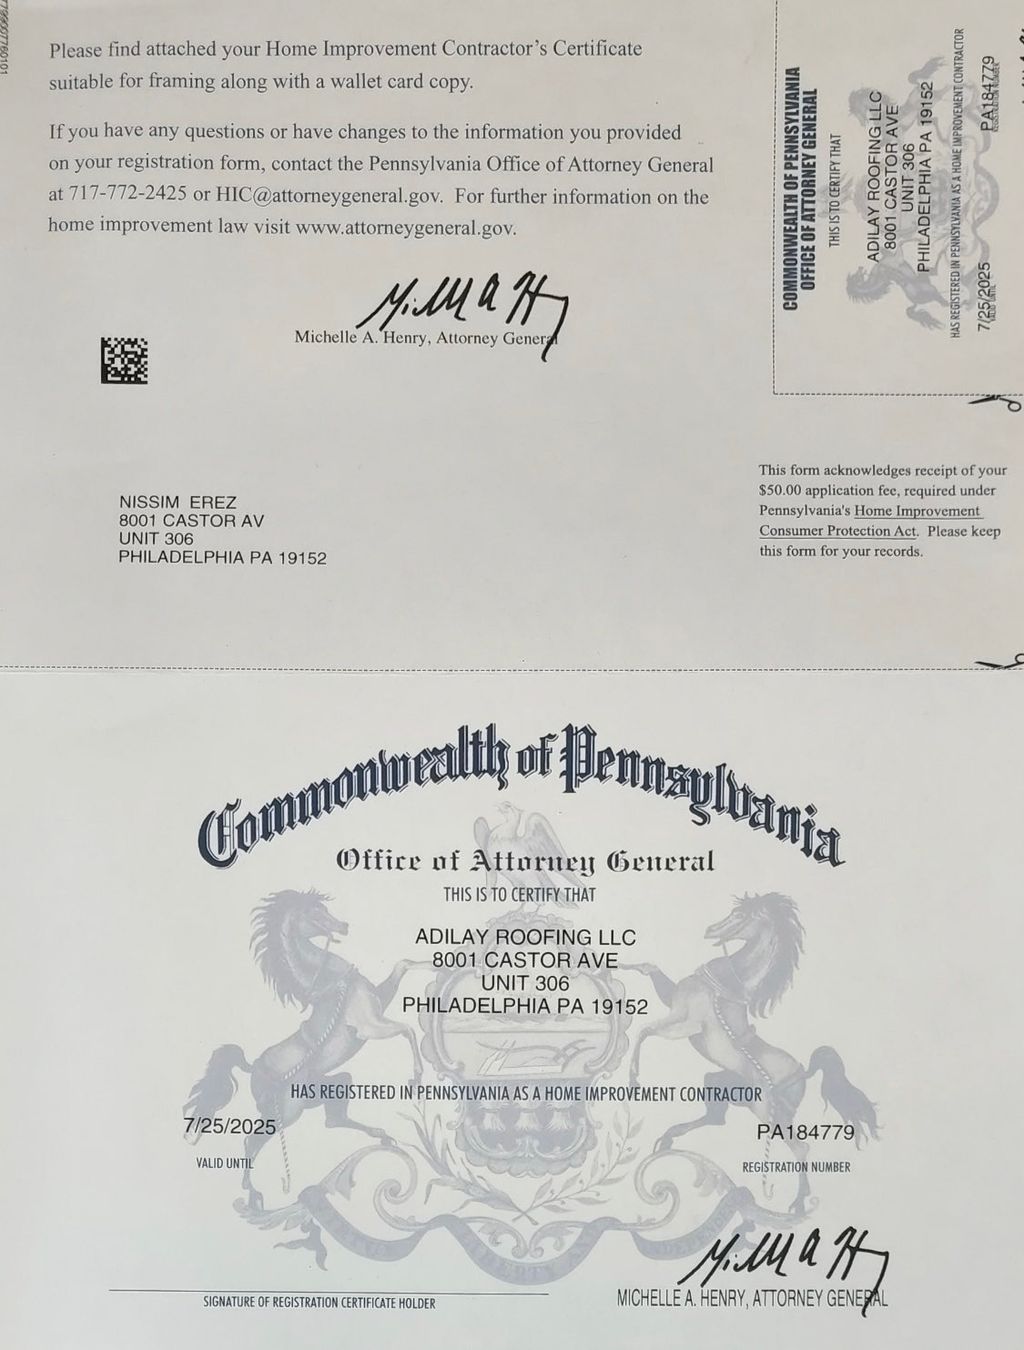 Please find attached your Home Improvement Contractor's Certificate
suitable for framing along with a wallet card copy.
If you have any questions or have changes to the information you provided
on your registration form, contact the Pennsylvania Office of Attorney General
at 717-772-2425 or HIC@attorneygeneral.gov. For further information on the
home improvement law visit www.attorneygeneral.gov.
Michelle A. Henry, Attorney General
COMMONWEALTH OF PENNSYLVANIA
OFFICE OF ATTORNEY GENERAL
THIS IS TO CERTIFY THAT
ADILAY ROOFING LLC
8001 CASTOR AVE
UNIT 306
PHILADELPHIA PA 19152
HAS REGISTERED IN PENNSYLVANIA AS A HOME IMPROVEMENT CONTRACTOR
7/25/2025
VALID UNTIL
PA184779
REGISTRATION NUMBER
NISSIM EREZ
8001 CASTOR AV
UNIT 306
PHILADELPHIA PA 19152
This form acknowledges receipt of your
$50.00 application fee, required under
Pennsylvania's Home Improvement
Consumer Protection Act. Please keep
this form for your records.
Commonwealth of Pennsylvania
Office of Attorney General
THIS IS TO CERTIFY THAT
ADILAY ROOFING LLC
8001 CASTOR AVE
UNIT 306
PHILADELPHIA PA 19152
HAS REGISTERED IN PENNSYLVANIA AS A HOME IMPROVEMENT CONTRACTOR
7/25/2025
VALID UNTIL
PA184779
REGISTRATION NUMBER
SIGNATURE OF REGISTRATION CERTIFICATE HOLDER
MICHELLE A. HENRY, ATTORNEY GENERAL